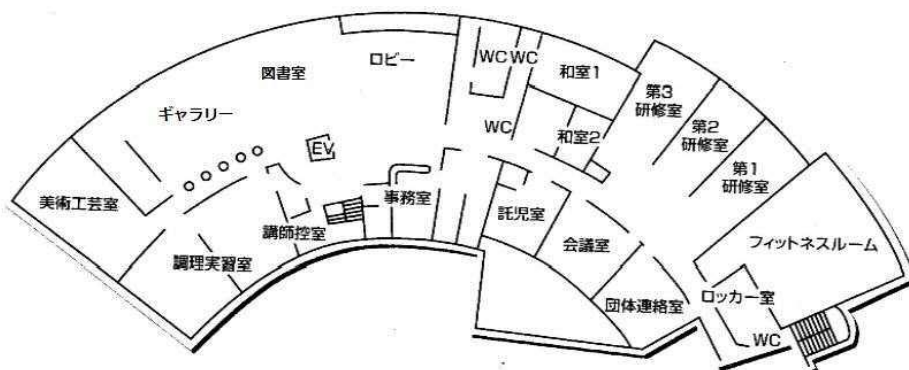 ロビー
図書室
ギャラリー
美術工芸室
調理実習室
講師控室
EV
事務室
WC
WC
WC
和室1
和室2
第3
研修室
第2
研修室
第1
研修室
託児室
会議室
団体連絡室
フィットネスルーム
ロッカー室
WC